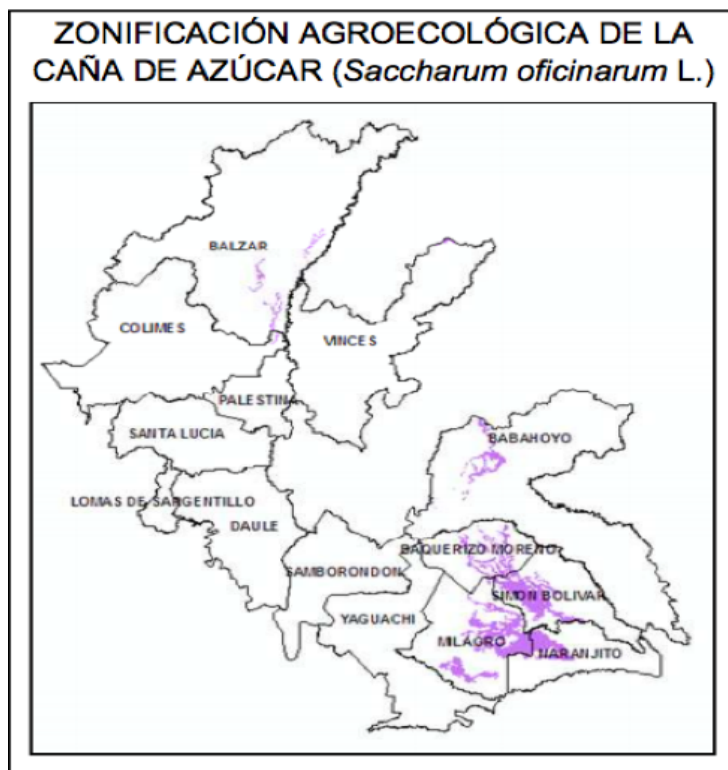 ZONIFICACIÓN AGROECOLÓGICA DE LA
CAÑA DE AZÚCAR (Saccharum oficinarum L.)
BALZAR
COLIMES
VINCES
PALESTINA
SANTA LUCIA
BABAHOYO
LOMAS DE SARGENTILLO
DAULE
BAQUERIZO MORENO
SAMBORONDON
SIMON BOLIVAR
YAGUACHI
MILAGRO
NARANJITO